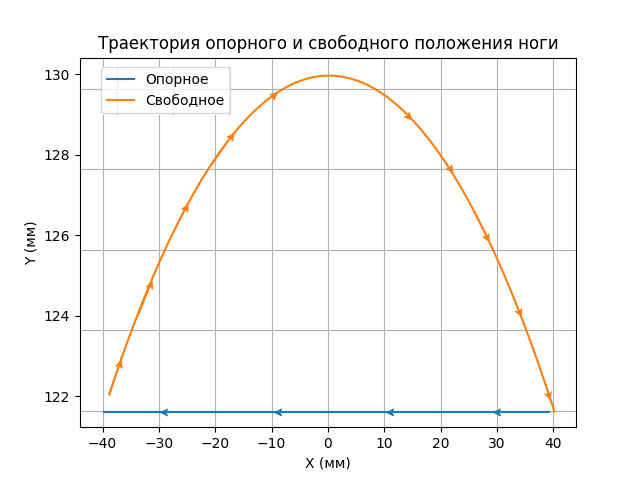 Траектория опорного и свободного положения ноги
Опорное
Свободное
130
128
126
124
122
Y (мм)
−40 −30 −20 −10 0 10 20 30 40
X (мм)